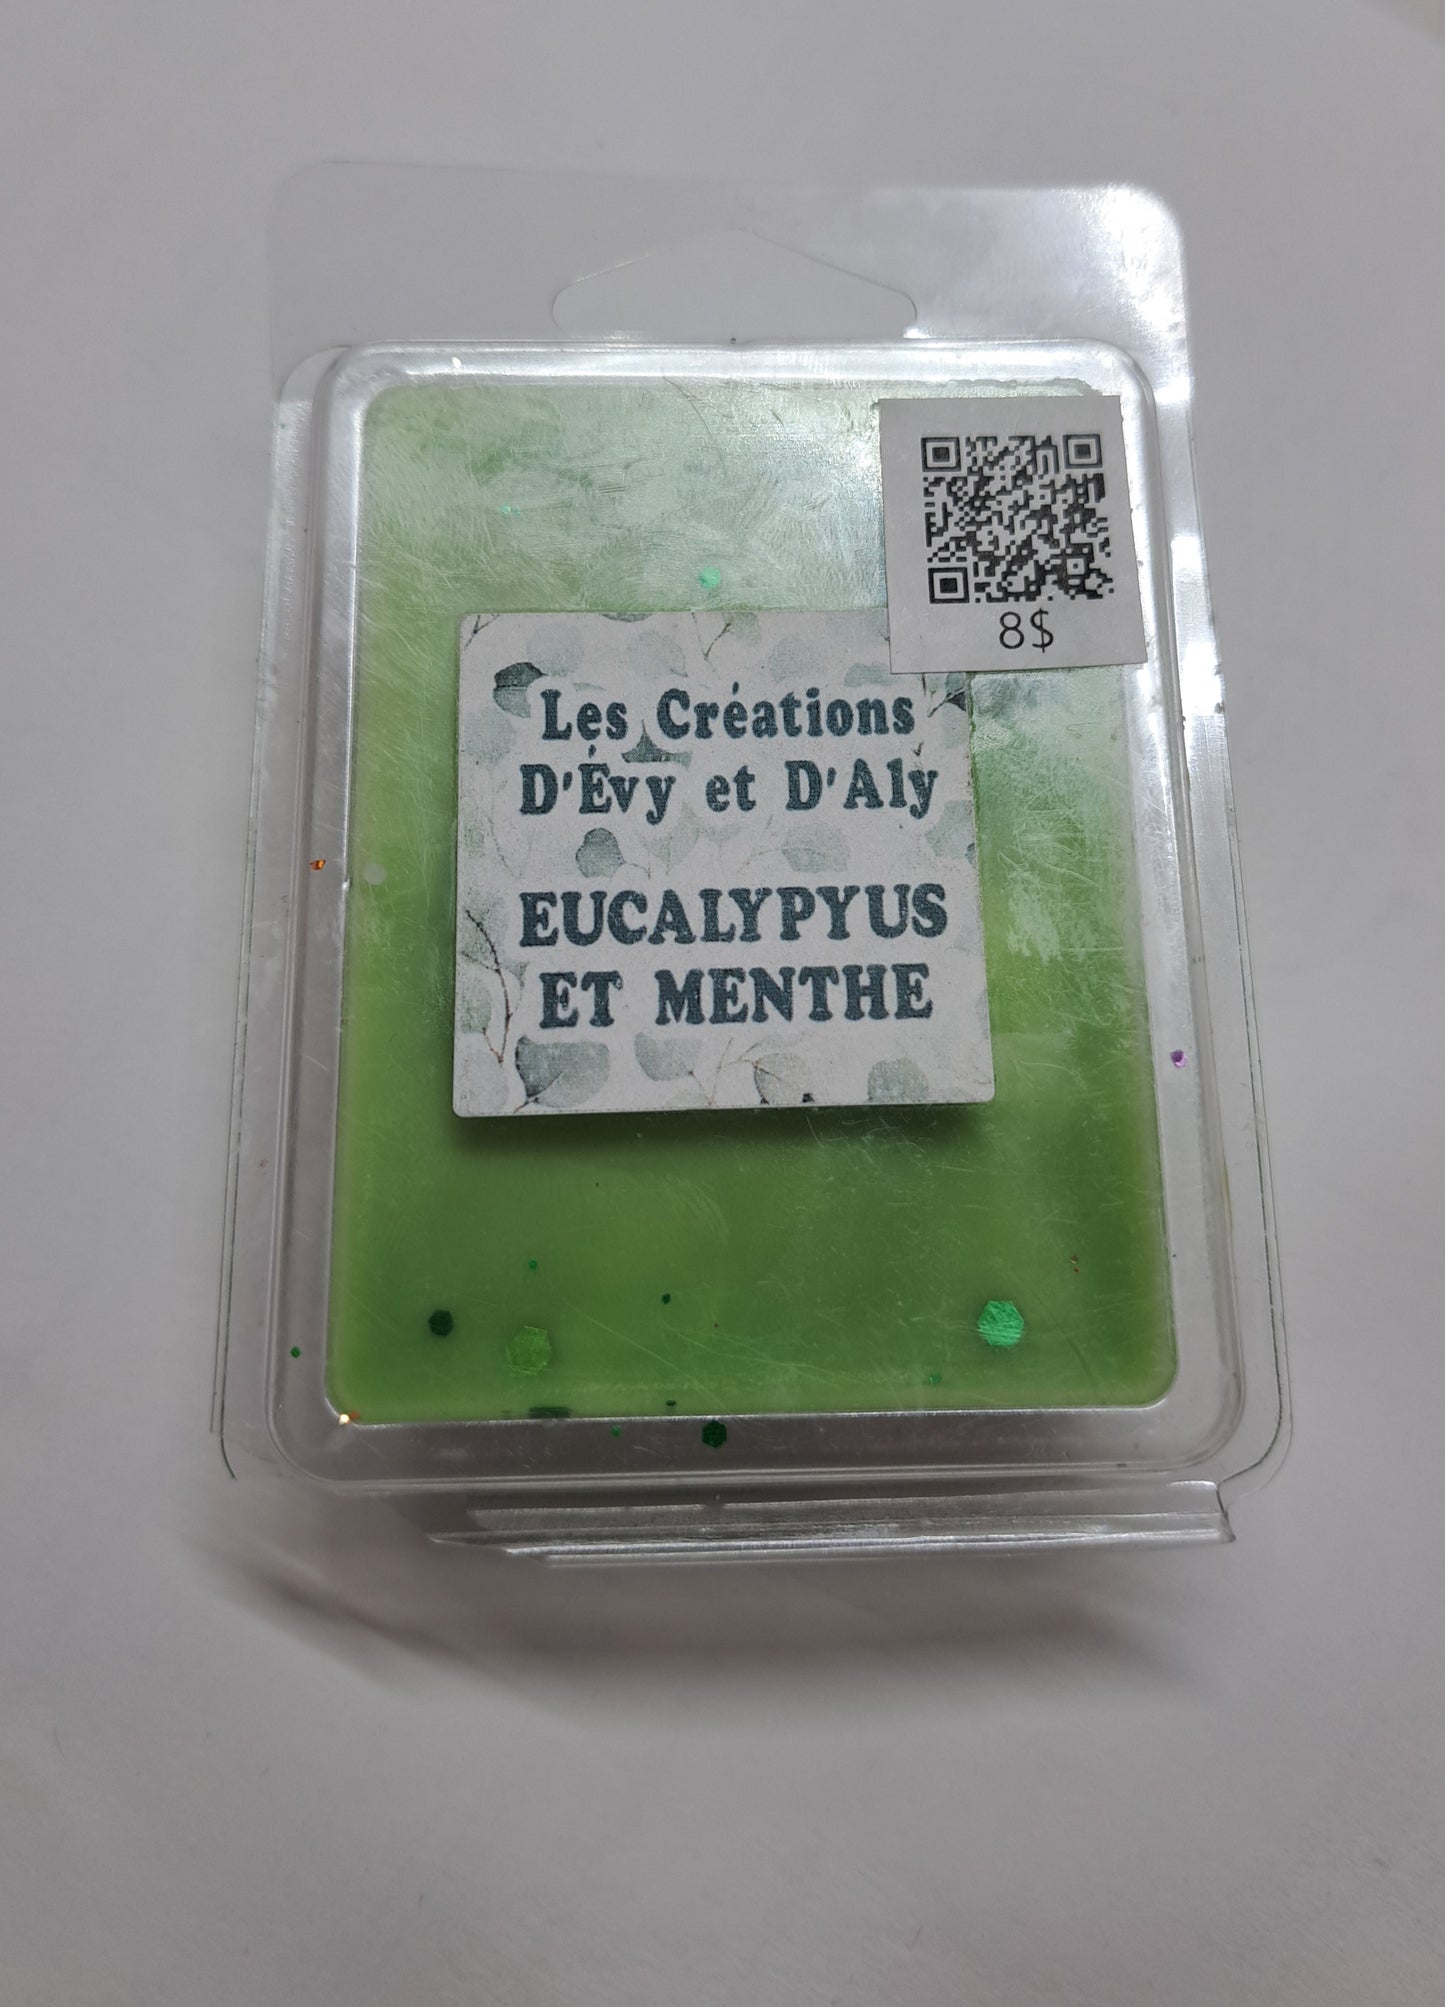 8$
Les Créations
D'Évy et D'Aly
EUCALYPYUS
ET MENTHE